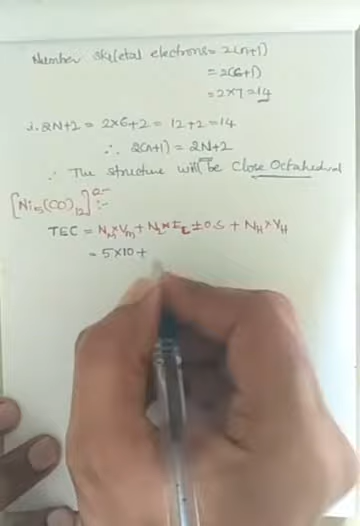 Number skeletal electrons = 2(n+1)
= 2(6+1)
= 2×7 = 14
i. 2N+2 = 2×6+2 = 12+2 = 14
∴ 2(n+1) = 2N+2
∴ The structure will be Close Octahedral
[Ni5(CO)12]2- :-
TEC = NM×Vm + NL×EL ± O.S + NH×VH
= 5×10+